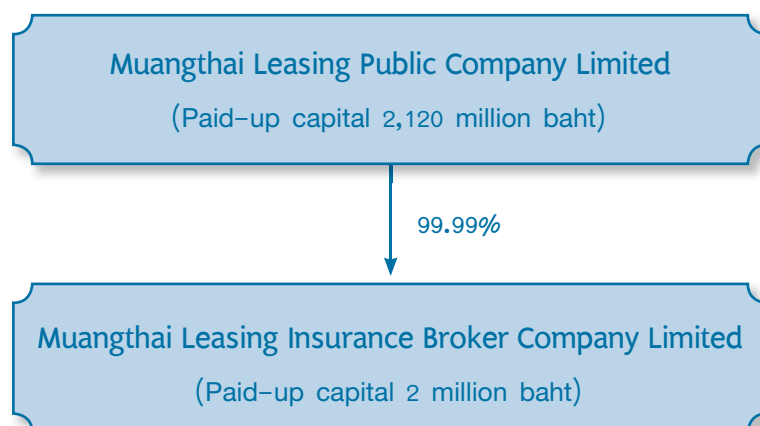 Muangthai Leasing Public Company Limited
(Paid-up capital 2,120 million baht)
99.99%
Muangthai Leasing Insurance Broker Company Limited
(Paid-up capital 2 million baht)